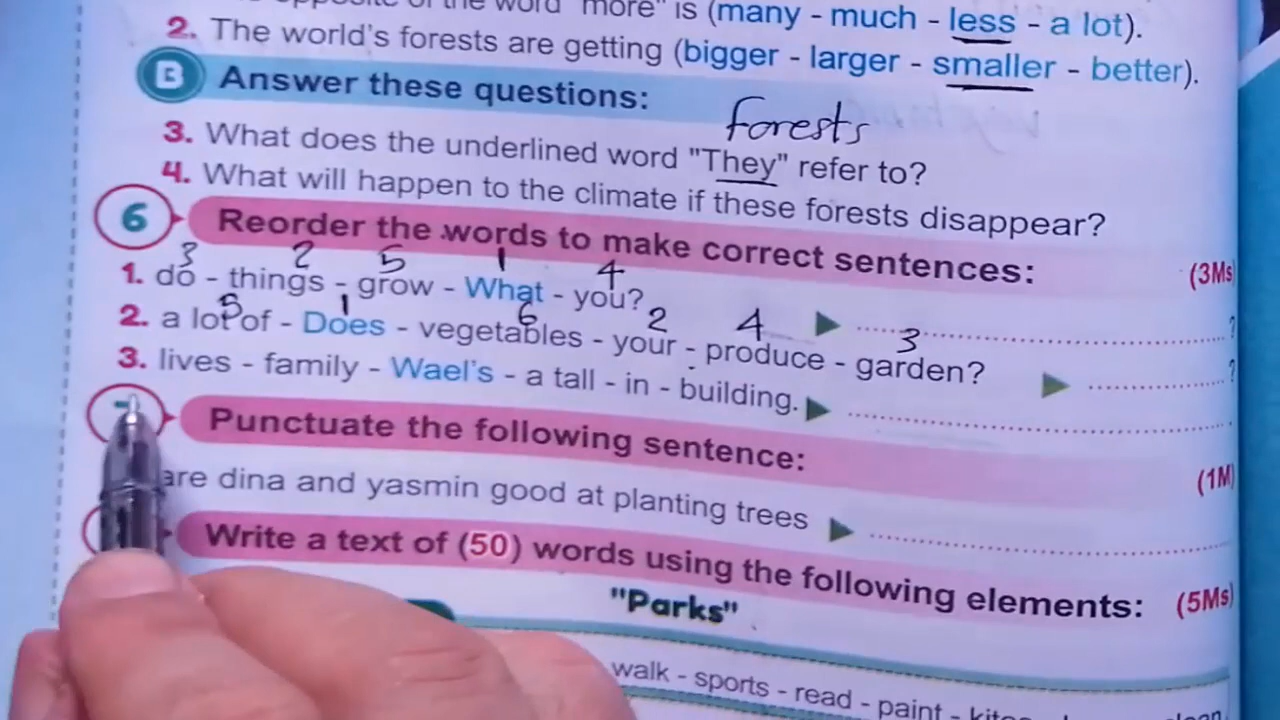 of the word "more" is (many - much - less - a lot).
2. The world's forests are getting (bigger - larger - smaller - better).
B Answer these questions:
forests
3. What does the underlined word "They" refer to?
4. What will happen to the climate if these forests disappear?
6 Reorder the words to make correct sentences: (3Ms
3 2 5 1 4
1. do - things - grow - What - you? ?
5 1 6 2 4 3
2. a lot of - Does - vegetables - your - produce - garden? ?
3. lives - family - Wael's - a tall - in - building.
Punctuate the following sentence: (1M)
are dina and yasmin good at planting trees
Write a text of (50) words using the following elements: (5Ms)
"Parks"
walk - sports - read - paint -